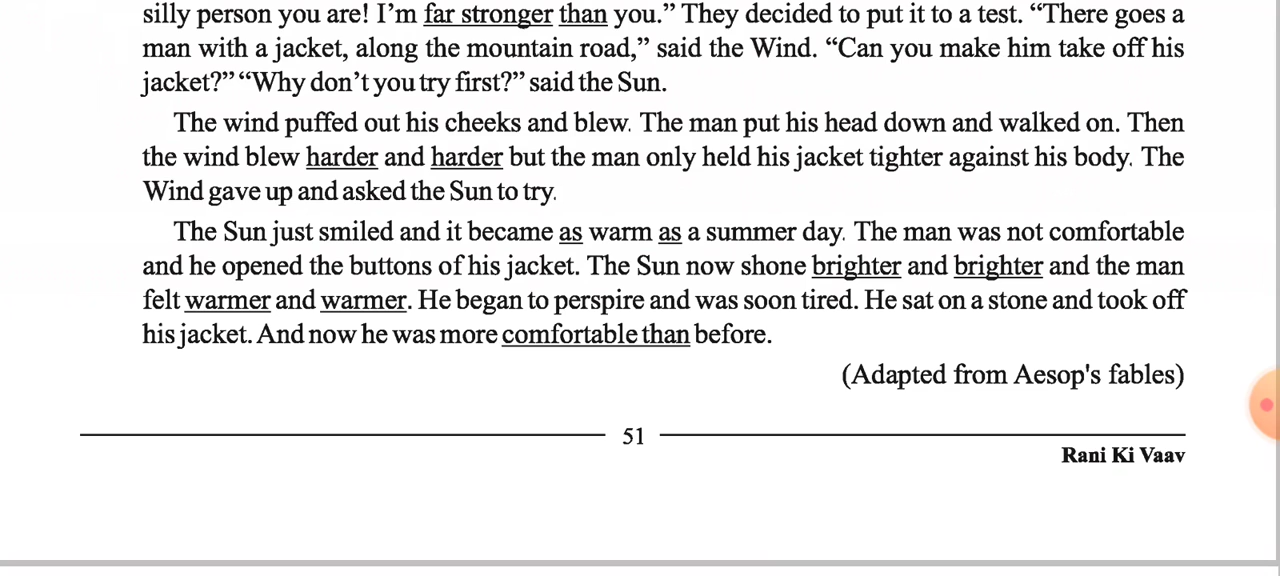 silly person you are! I'm far stronger than you.” They decided to put it to a test. “There goes a
man with a jacket, along the mountain road,” said the Wind. “Can you make him take off his
jacket?” “Why don't you try first?” said the Sun.
The wind puffed out his cheeks and blew. The man put his head down and walked on. Then
the wind blew harder and harder but the man only held his jacket tighter against his body. The
Wind gave up and asked the Sun to try.
The Sun just smiled and it became as warm as a summer day. The man was not comfortable
and he opened the buttons of his jacket. The Sun now shone brighter and brighter and the man
felt warmer and warmer. He began to perspire and was soon tired. He sat on a stone and took off
his jacket. And now he was more comfortable than before.
(Adapted from Aesop's fables)
51
Rani Ki Vaav